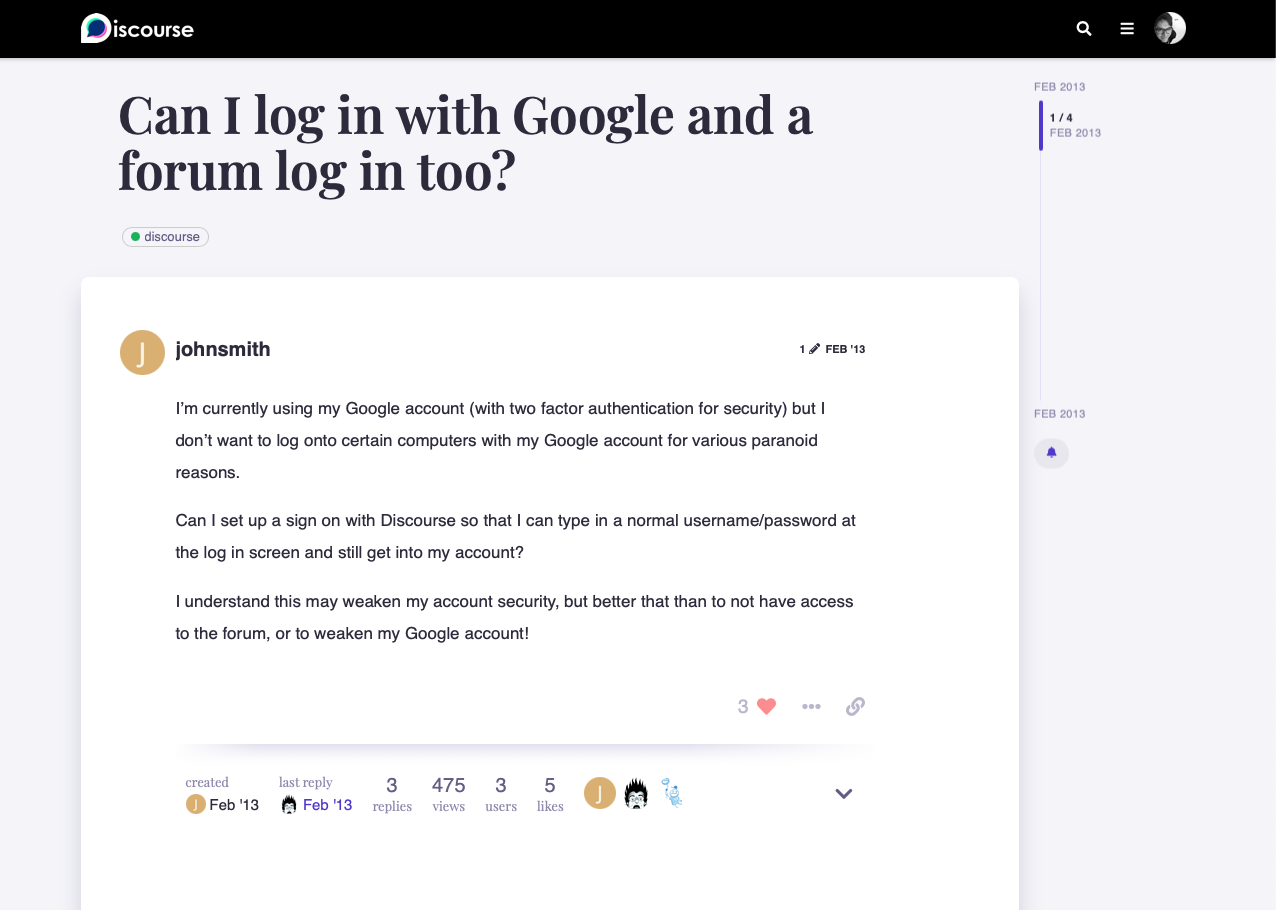 Discourse
FEB 2013
Can I log in with Google and a
forum log in too?
1 / 4
FEB 2013
discourse
J
johnsmith
1 FEB '13
I’m currently using my Google account (with two factor authentication for security) but I
don’t want to log onto certain computers with my Google account for various paranoid
reasons.
FEB 2013
Can I set up a sign on with Discourse so that I can type in a normal username/password at
the log in screen and still get into my account?
I understand this may weaken my account security, but better that than to not have access
to the forum, or to weaken my Google account!
3
created
last reply
3
475
3
5
J
J
Feb '13
Feb '13
replies
views
users
likes